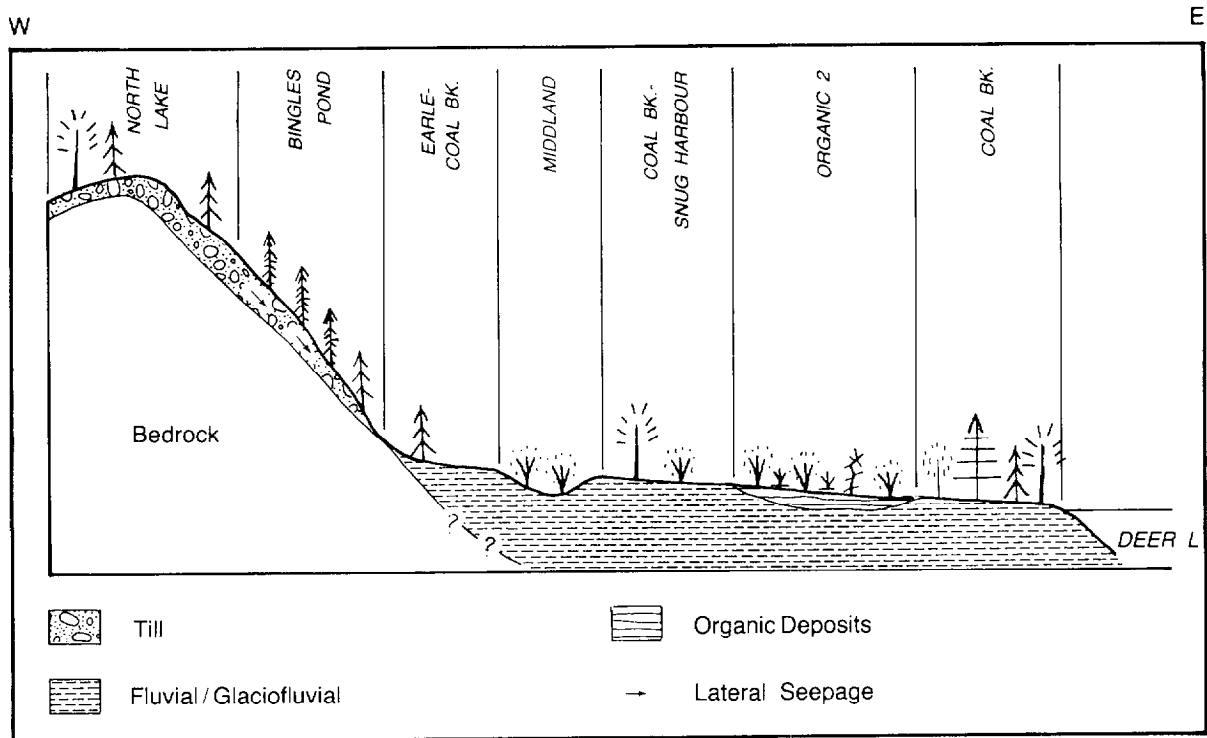 W
E
NORTH
LAKE
BINGLES
POND
EARLE-
COAL BK.
MIDDLAND
COAL BK.-
SNUG HARBOUR
ORGANIC 2
COAL BK.
Bedrock
?
?
DEER L
Till
Organic Deposits
Fluvial / Glaciofluvial
Lateral Seepage